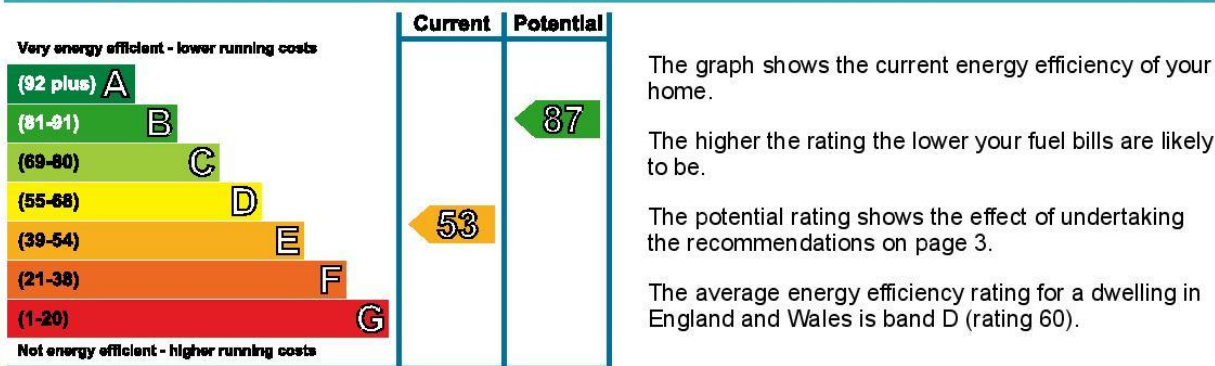 Current Potential
Very energy efficient - lower running costs
(92 plus) A
(81-91) B
87
(69-80) C
(55-68) D
53
(39-54) E
(21-38) F
(1-20) G
Not energy efficient - higher running costs
The graph shows the current energy efficiency of your
home.
The higher the rating the lower your fuel bills are likely
to be.
The potential rating shows the effect of undertaking
the recommendations on page 3.
The average energy efficiency rating for a dwelling in
England and Wales is band D (rating 60).